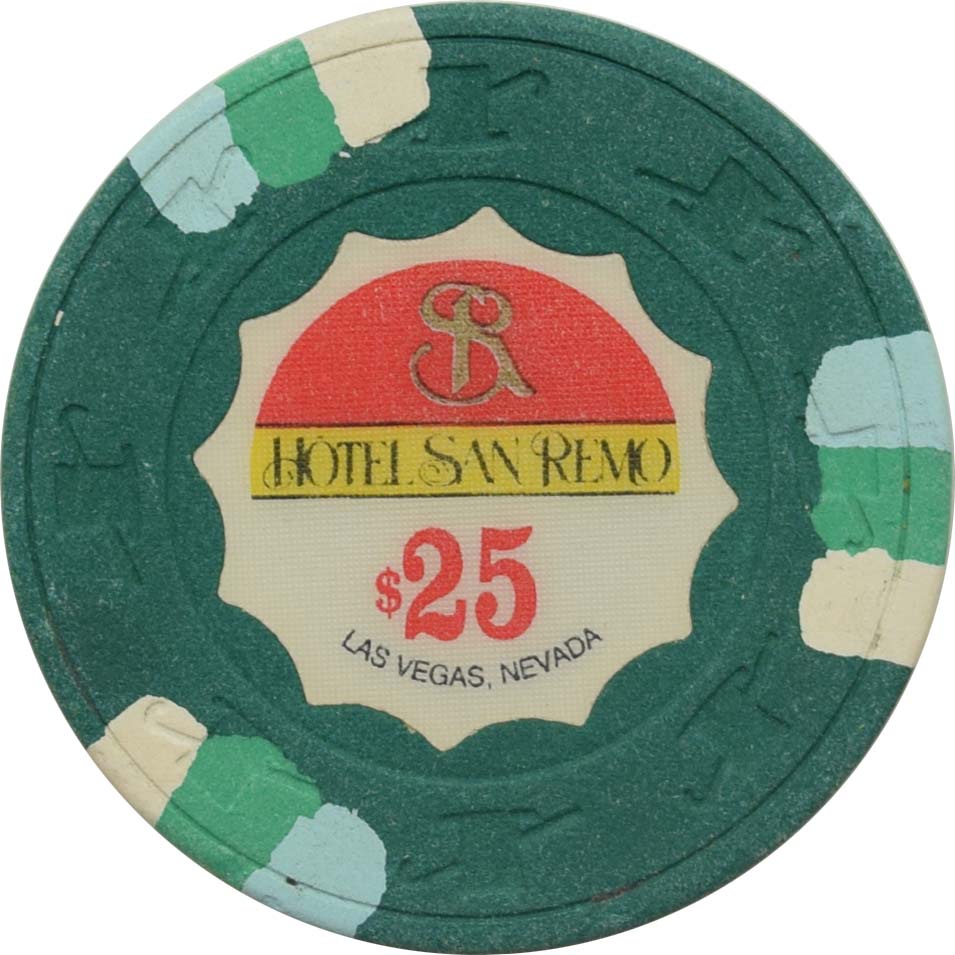 SR
HOTEL SAN REMO
$25
LAS VEGAS, NEVADA